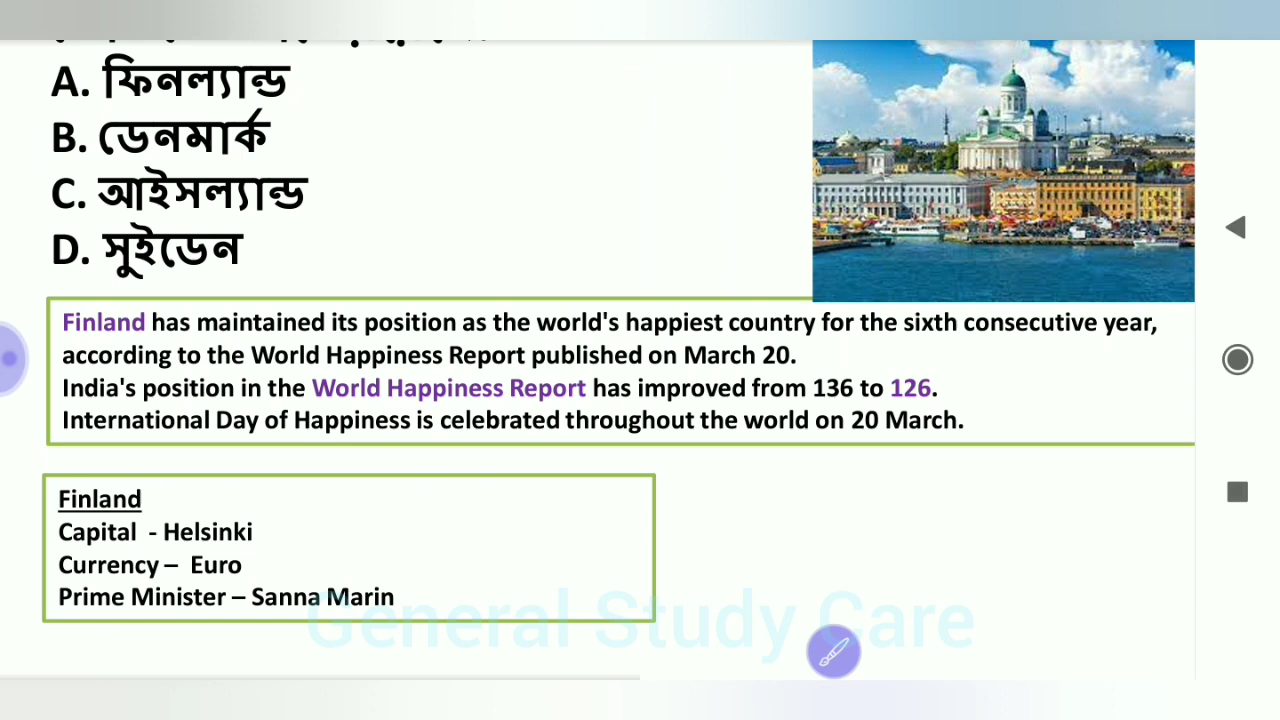 A. ফিনল্যান্ড
B. ডেনমার্ক
C. আইসল্যান্ড
D. সুইডেন
Finland has maintained its position as the world's happiest country for the sixth consecutive year,
according to the World Happiness Report published on March 20.
India's position in the World Happiness Report has improved from 136 to 126.
International Day of Happiness is celebrated throughout the world on 20 March.
Finland
Capital - Helsinki
Currency – Euro
Prime Minister – Sanna Marin
General Study Care